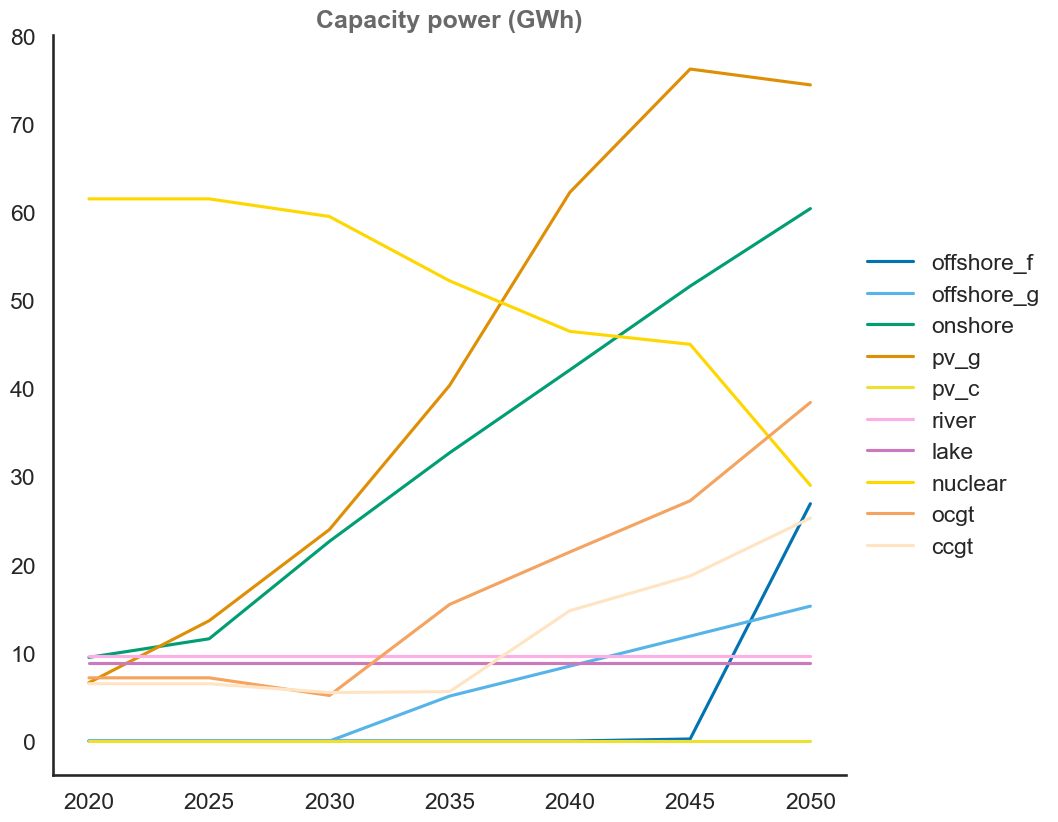 Capacity power (GWh)
80
70
60
50
40
30
20
10
0
2020 2025 2030 2035 2040 2045 2050
offshore_f
offshore_g
onshore
pv_g
pv_c
river
lake
nuclear
ocgt
ccgt